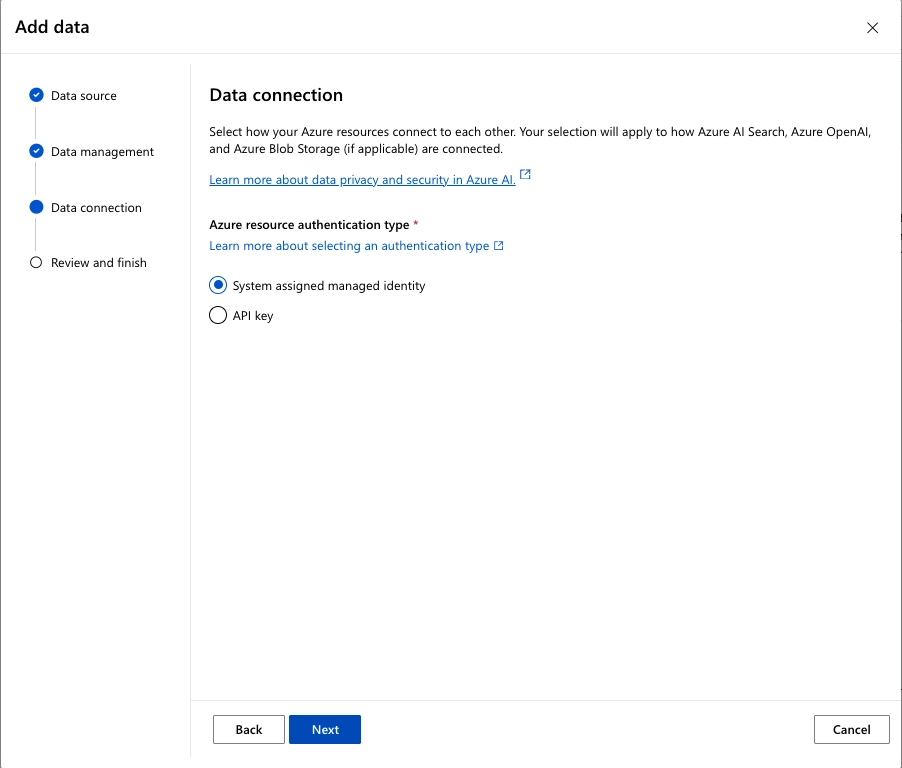 Add data
Data source
Data management
Data connection
Review and finish
Data connection
Select how your Azure resources connect to each other. Your selection will apply to how Azure AI Search, Azure OpenAI,
and Azure Blob Storage (if applicable) are connected.
Learn more about data privacy and security in Azure AI.
Azure resource authentication type *
Learn more about selecting an authentication type
System assigned managed identity
API key
Back
Next
Cancel